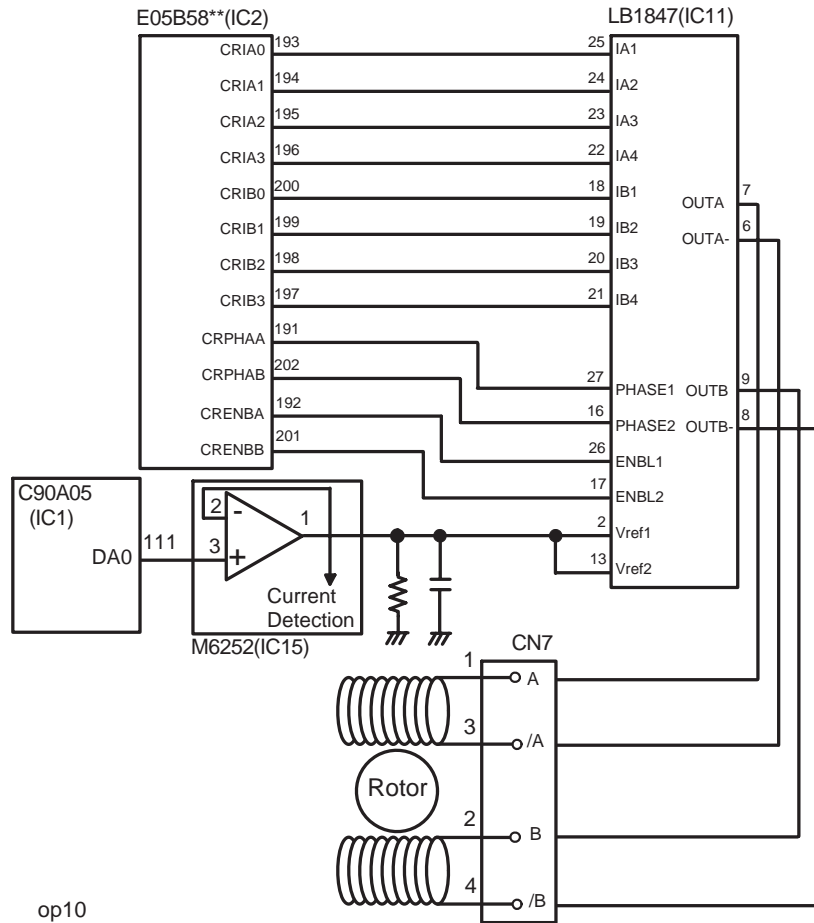 E05B58**(IC2)
LB1847(IC11)
CRIA0 193 25 IA1
CRIA1 194 24 IA2
CRIA2 195 23 IA3
CRIA3 196 22 IA4
CRIB0 200 18 IB1
OUTA 7
CRIB1 199 19 IB2
OUTA- 6
CRIB2 198 20 IB3
CRIB3 197 21 IB4
CRPHAA 191
CRPHAB 202
27 PHASE1 OUTB 9
CRENBA 192
16 PHASE2 OUTB- 8
CRENBB 201
26 ENBL1
17 ENBL2
C90A05
(IC1)
DA0 111
2 -
3 +
1
2 Vref1
13 Vref2
Current
Detection
M6252(IC15)
CN7
1 A
3 /A
Rotor
2 B
4 /B
op10